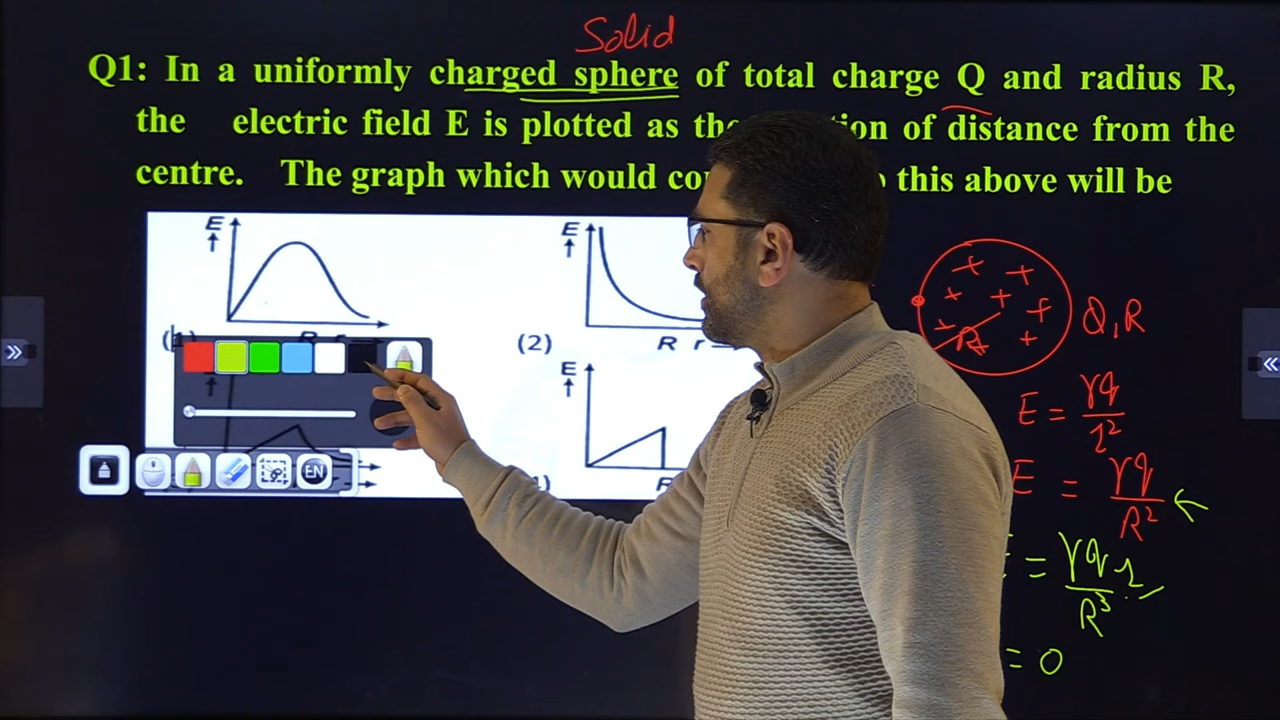 Solid
Q1: In a uniformly charged sphere of total charge Q and radius R,
the electric field E is plotted as the of distance from the
centre. The graph which would this above will be
E
E
R r
(2) R r
E
Q, R
R
E = γq/r²
E = γq/R²
= γq r/R³
= 0
EN